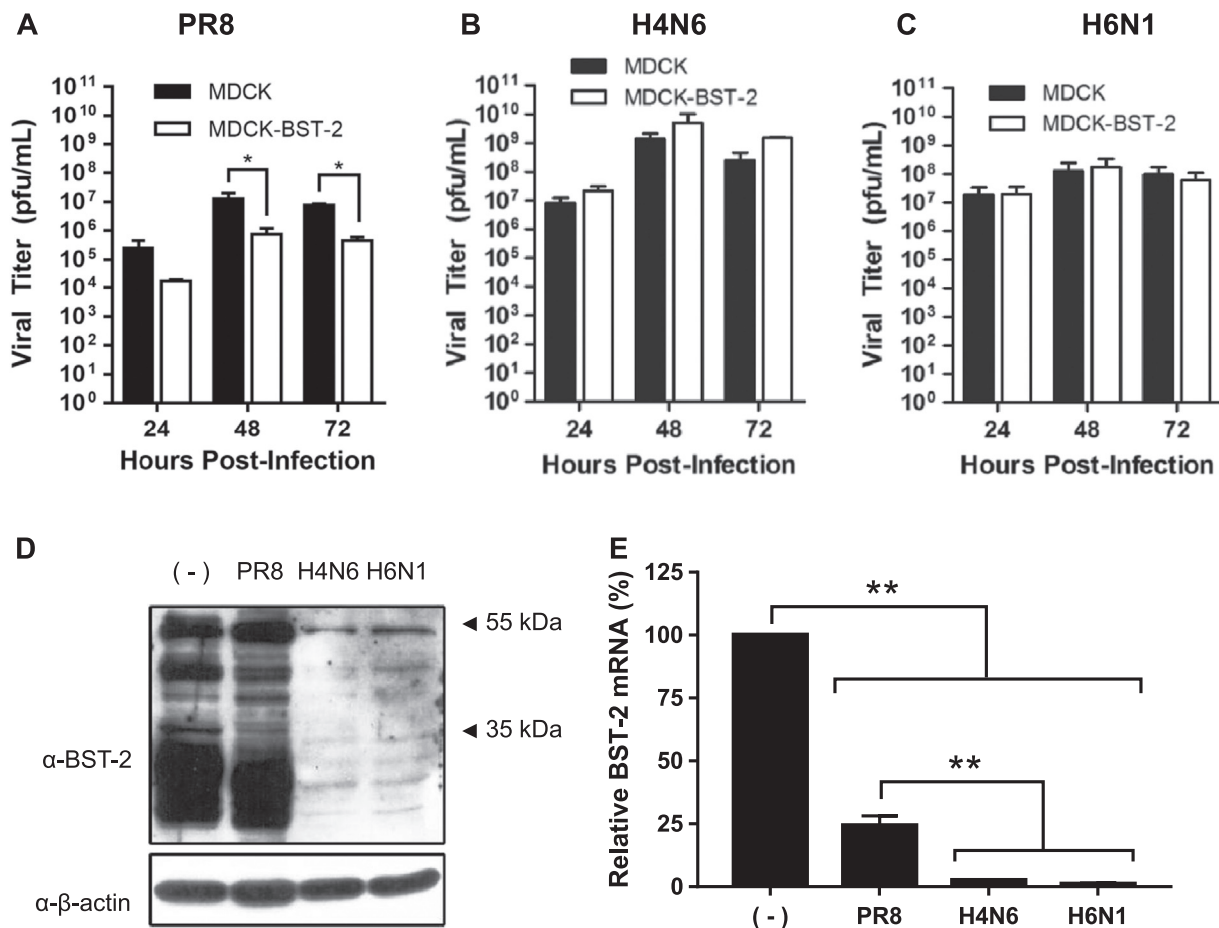 A
PR8
Viral Titer (pfu/mL)
10¹¹
10¹⁰
10⁹
10⁸
10⁷
10⁶
10⁵
10⁴
10³
10²
10¹
10⁰
MDCK
MDCK-BST-2
*
*
24 48 72
Hours Post-Infection
B
H4N6
Viral Titer (pfu/mL)
10¹¹
10¹⁰
10⁹
10⁸
10⁷
10⁶
10⁵
10⁴
10³
10²
10¹
10⁰
MDCK
MDCK-BST-2
24 48 72
Hours Post-Infection
C
H6N1
Viral Titer (pfu/mL)
10¹¹
10¹⁰
10⁹
10⁸
10⁷
10⁶
10⁵
10⁴
10³
10²
10¹
10⁰
MDCK
MDCK-BST-2
24 48 72
Hours Post-Infection
D
( - ) PR8 H4N6 H6N1
55 kDa
35 kDa
α-BST-2
α-β-actin
E
Relative BST-2 mRNA (%)
125
100
75
50
25
0
**
**
( - ) PR8 H4N6 H6N1